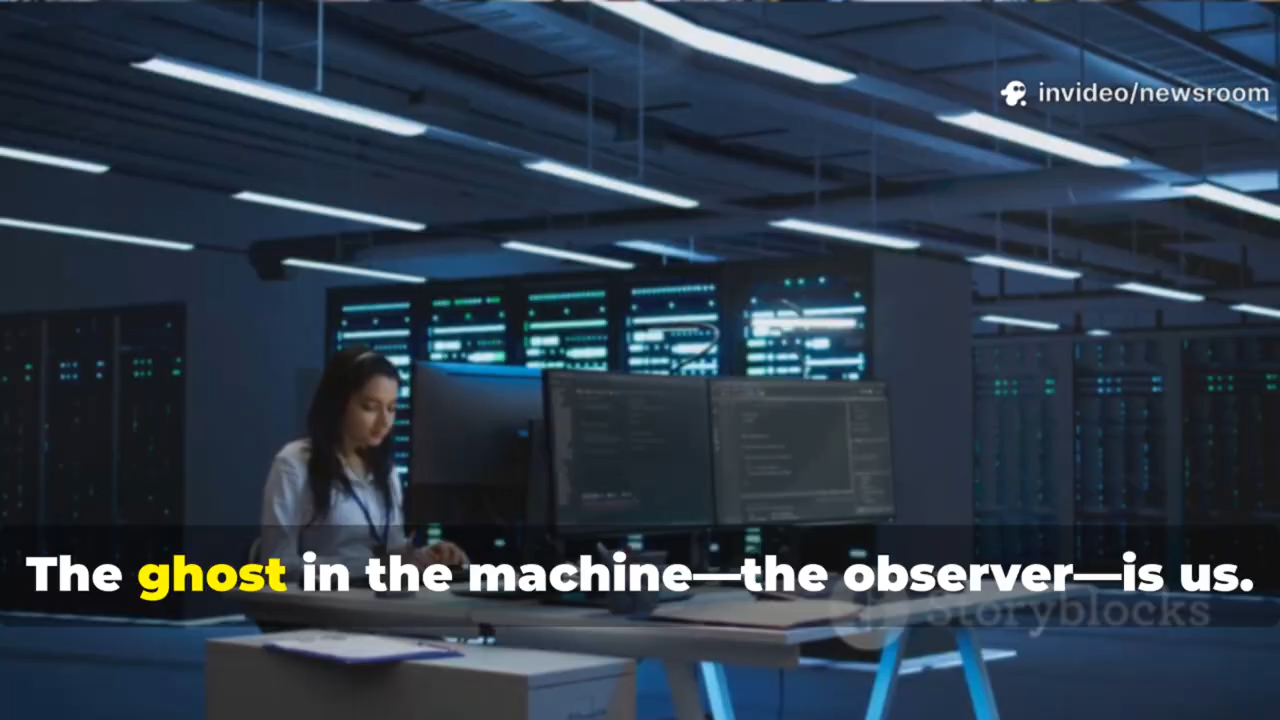 invideo/newsroom
The ghost in the machine—the observer—is us.
Storyblocks